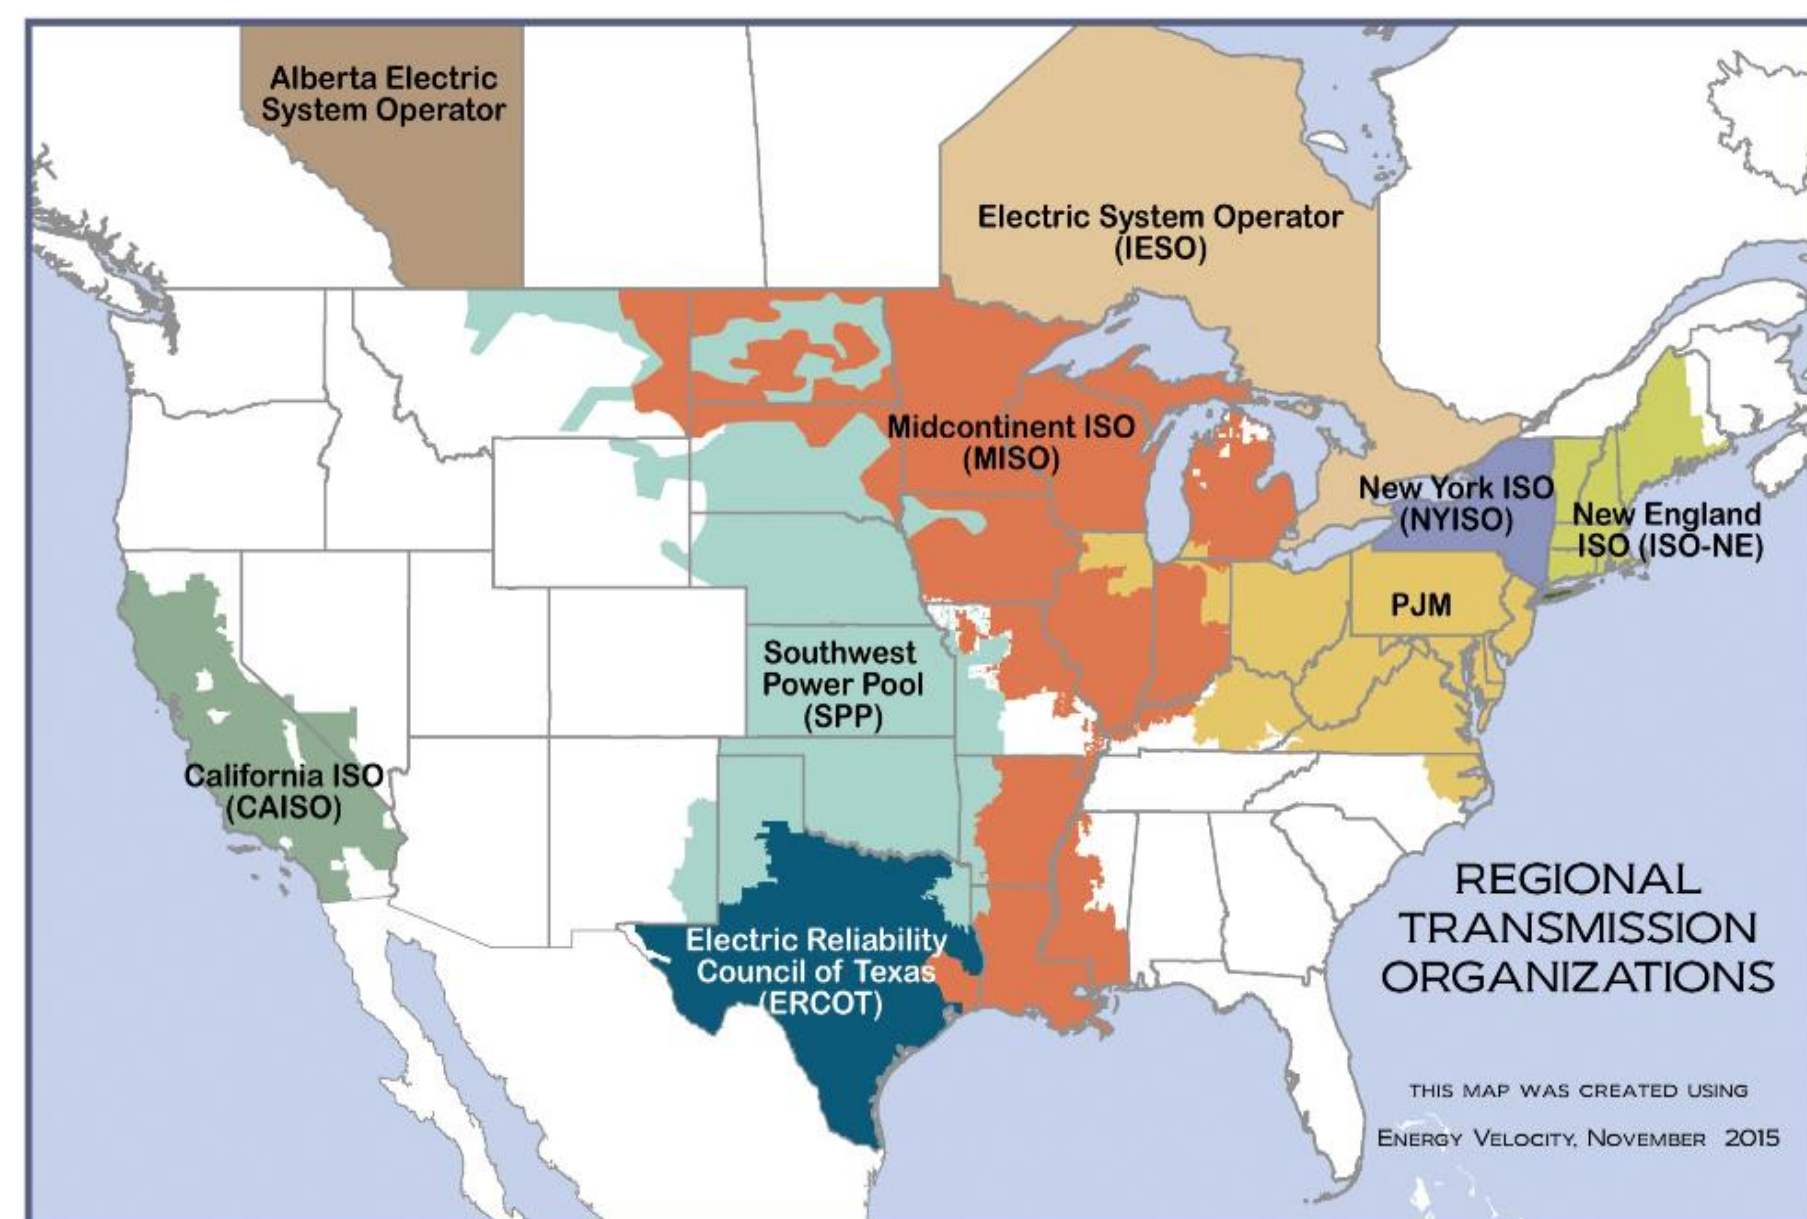 Alberta Electric
System Operator
Electric System Operator
(IESO)
Midcontinent ISO
(MISO)
New York ISO
(NYISO)
New England
ISO (ISO-NE)
PJM
Southwest
Power Pool
(SPP)
California ISO
(CAISO)
Electric Reliability
Council of Texas
(ERCOT)
REGIONAL
TRANSMISSION
ORGANIZATIONS
THIS MAP WAS CREATED USING
ENERGY VELOCITY, NOVEMBER 2015